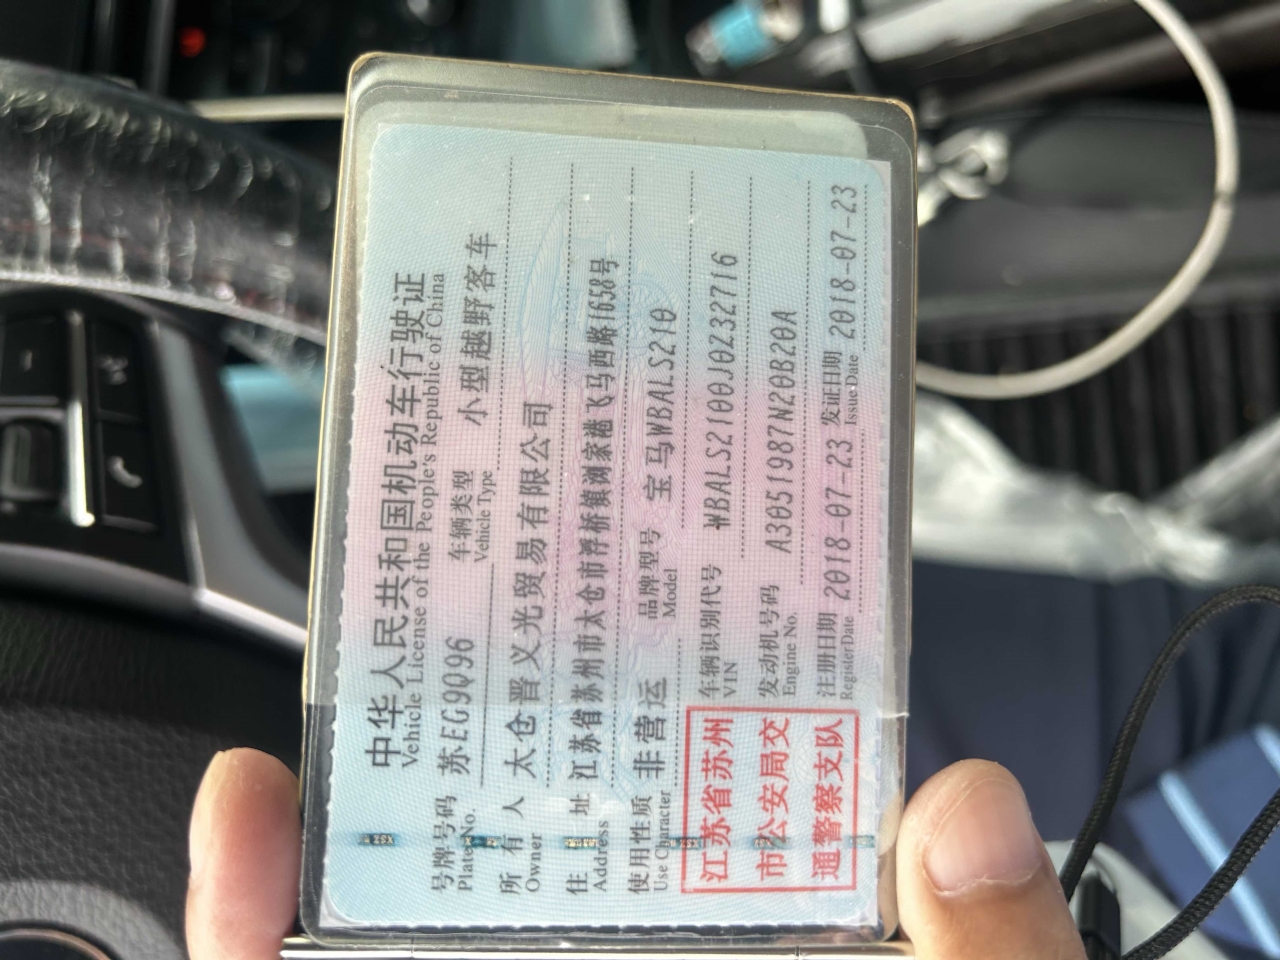 中华人民共和国机动车行驶证
Vehicle License of the People's Republic of China
号牌号码 苏EG9Q96 车辆类型 小型越野客车
Plate No. Vehicle Type
所有人 太仓晋义光贸易有限公司
Owner
住址 江苏省苏州市太仓市浮桥镇浏家港飞马西路1658号
Address
使用性质 非营运 品牌型号 宝马WBALS210
Use Character Model
江苏省苏州
市公安局交
通警察支队
车辆识别代号 WBALS2100J0Z32716
VIN
发动机号码 A3051987N20B20A
Engine No.
注册日期 2018-07-23 发证日期 2018-07-23
Register Date Issue Date